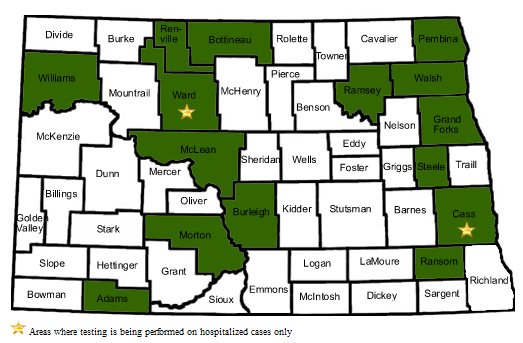 Divide
Burke
Ren-
ville
Bottineau
Rolette
Towner
Cavalier
Pembina
Williams
Mountrail
Ward
McHenry
Pierce
Benson
Ramsey
Walsh
Nelson
Grand
Forks
McKenzie
Dunn
McLean
Mercer
Oliver
Sheridan
Wells
Eddy
Foster
Griggs
Steele
Traill
Golden
Valley
Billings
Stark
Morton
Burleigh
Kidder
Stutsman
Barnes
Cass
Slope
Hettinger
Grant
Sioux
Emmons
Logan
LaMoure
Ransom
Richland
Bowman
Adams
McIntosh
Dickey
Sargent
Areas where testing is being performed on hospitalized cases only